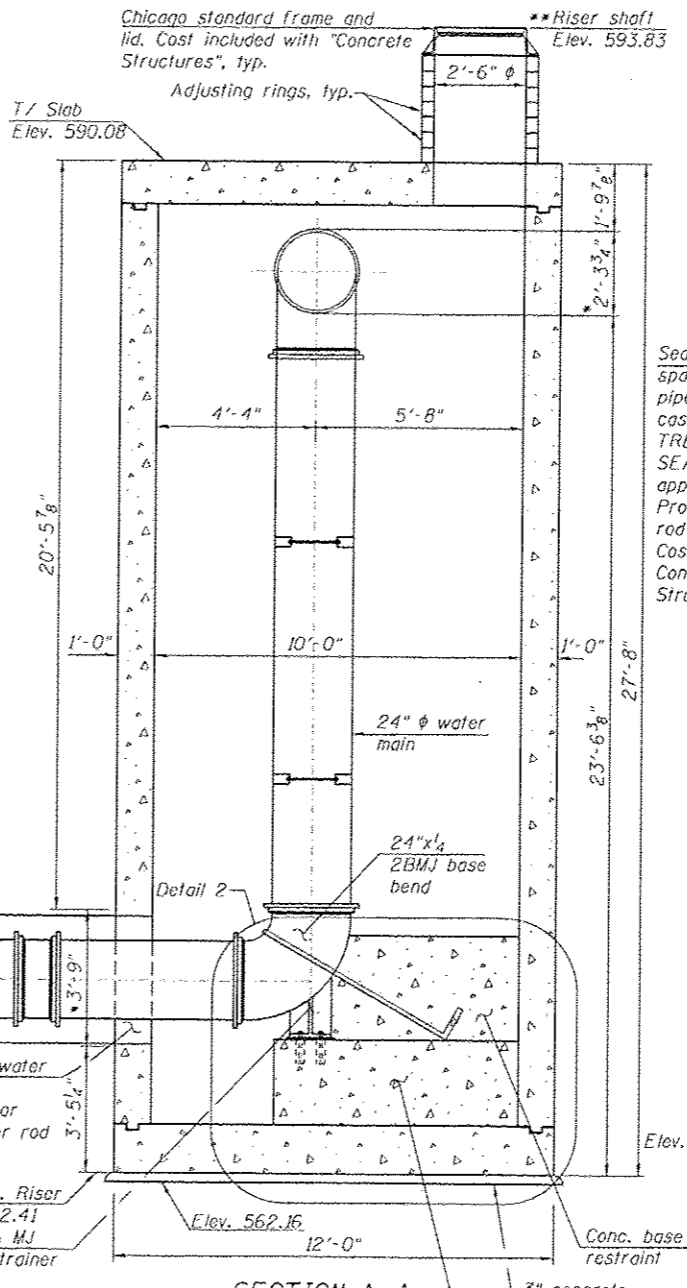 Chicago standard frame and
lid. Cost included with "Concrete
Structures", typ.
**Riser shaft
Elev. 593.83
2'-6" ϕ
Adjusting rings, typ.
T/ Slab
Elev. 590.08
1'-9⅞"
*2'-3¾"
4'-4"
5'-8"
20'-5⅞"
1'-0"
10'-0"
1'-0"
27'-8"
23'-6⅜"
24" ϕ water
main
24"x¼
2BMJ base
bend
Detail 2
*3'-9"
water
or
er rod
3'-5¼"
. Riser
2.41
MJ
trainer
Elev. 562.16
12'-0"
Elev.
Conc. base
restraint
3" concrete
SECTION A-A
Sea
spa
pipe
cas
TRE
SEA
app
Pro
rod
Cos
Con
Stru